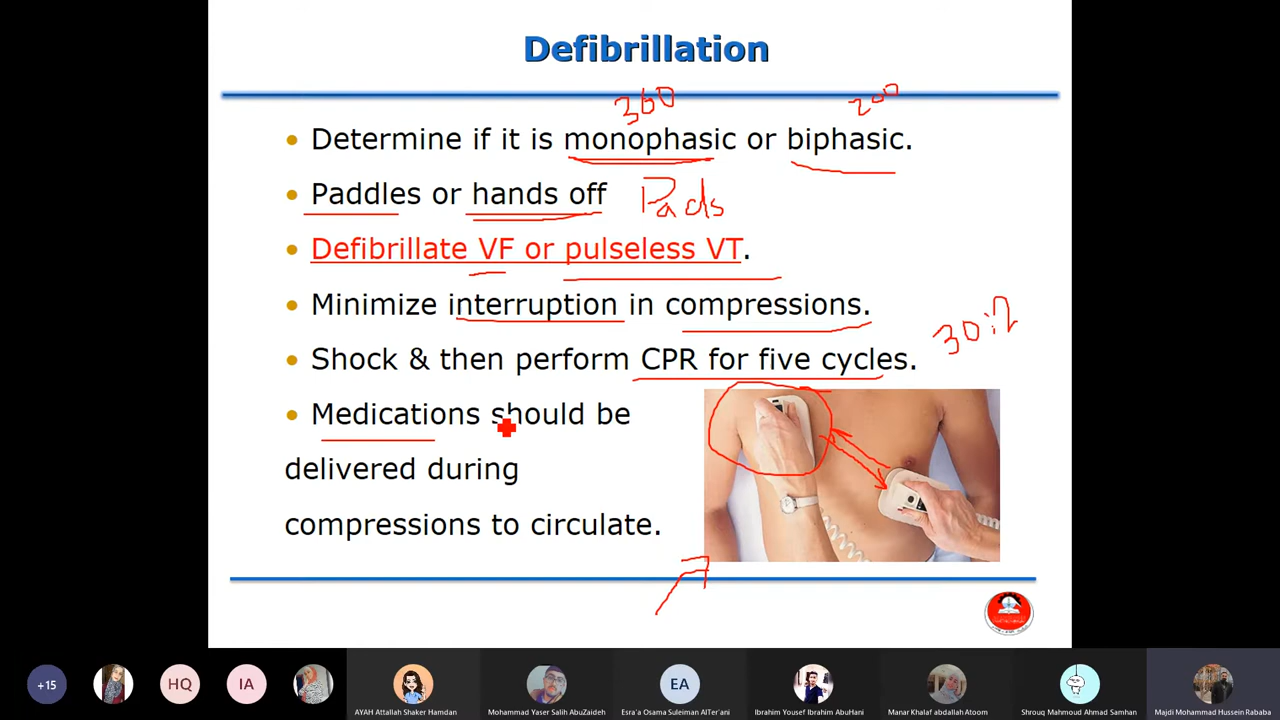 Defibrillation
360
200
• Determine if it is monophasic or biphasic.
• Paddles or hands off Pads
• Defibrillate VF or pulseless VT.
• Minimize interruption in compressions.
30:2
• Shock & then perform CPR for five cycles.
• Medications should be
delivered during
compressions to circulate.
+15
HQ
IA
EA
AYAH Attallah Shaker Hamdan
Mohammad Yaser Salih AbuZaideh
Esra'a Osama Suleiman AlTer'ani
Ibrahim Yousef Ibrahim AbuHani
Manar Khalaf abdallah Atoom
Shrouq Mahmoud Ahmad Samhan
Majdi Mohammad Hussein Rababa